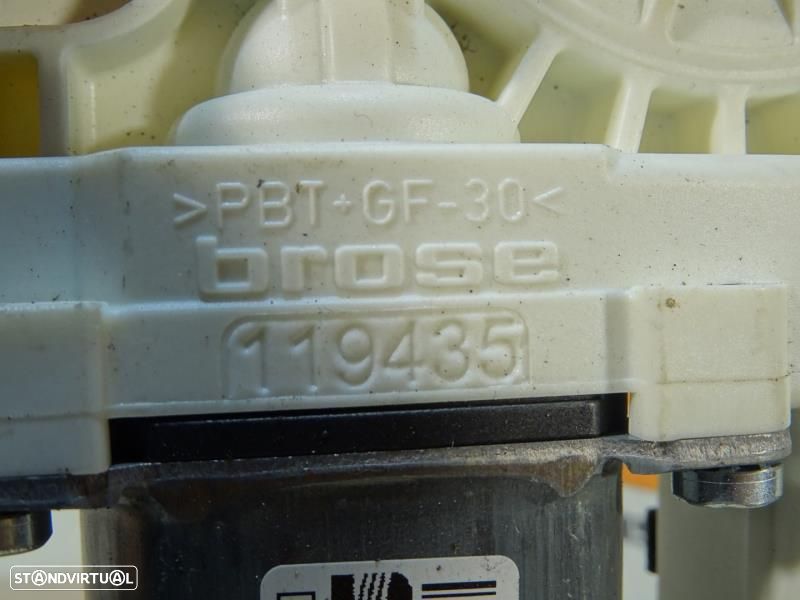 >PBT+GF-30<
brose
119435
STANDVIRTUAL